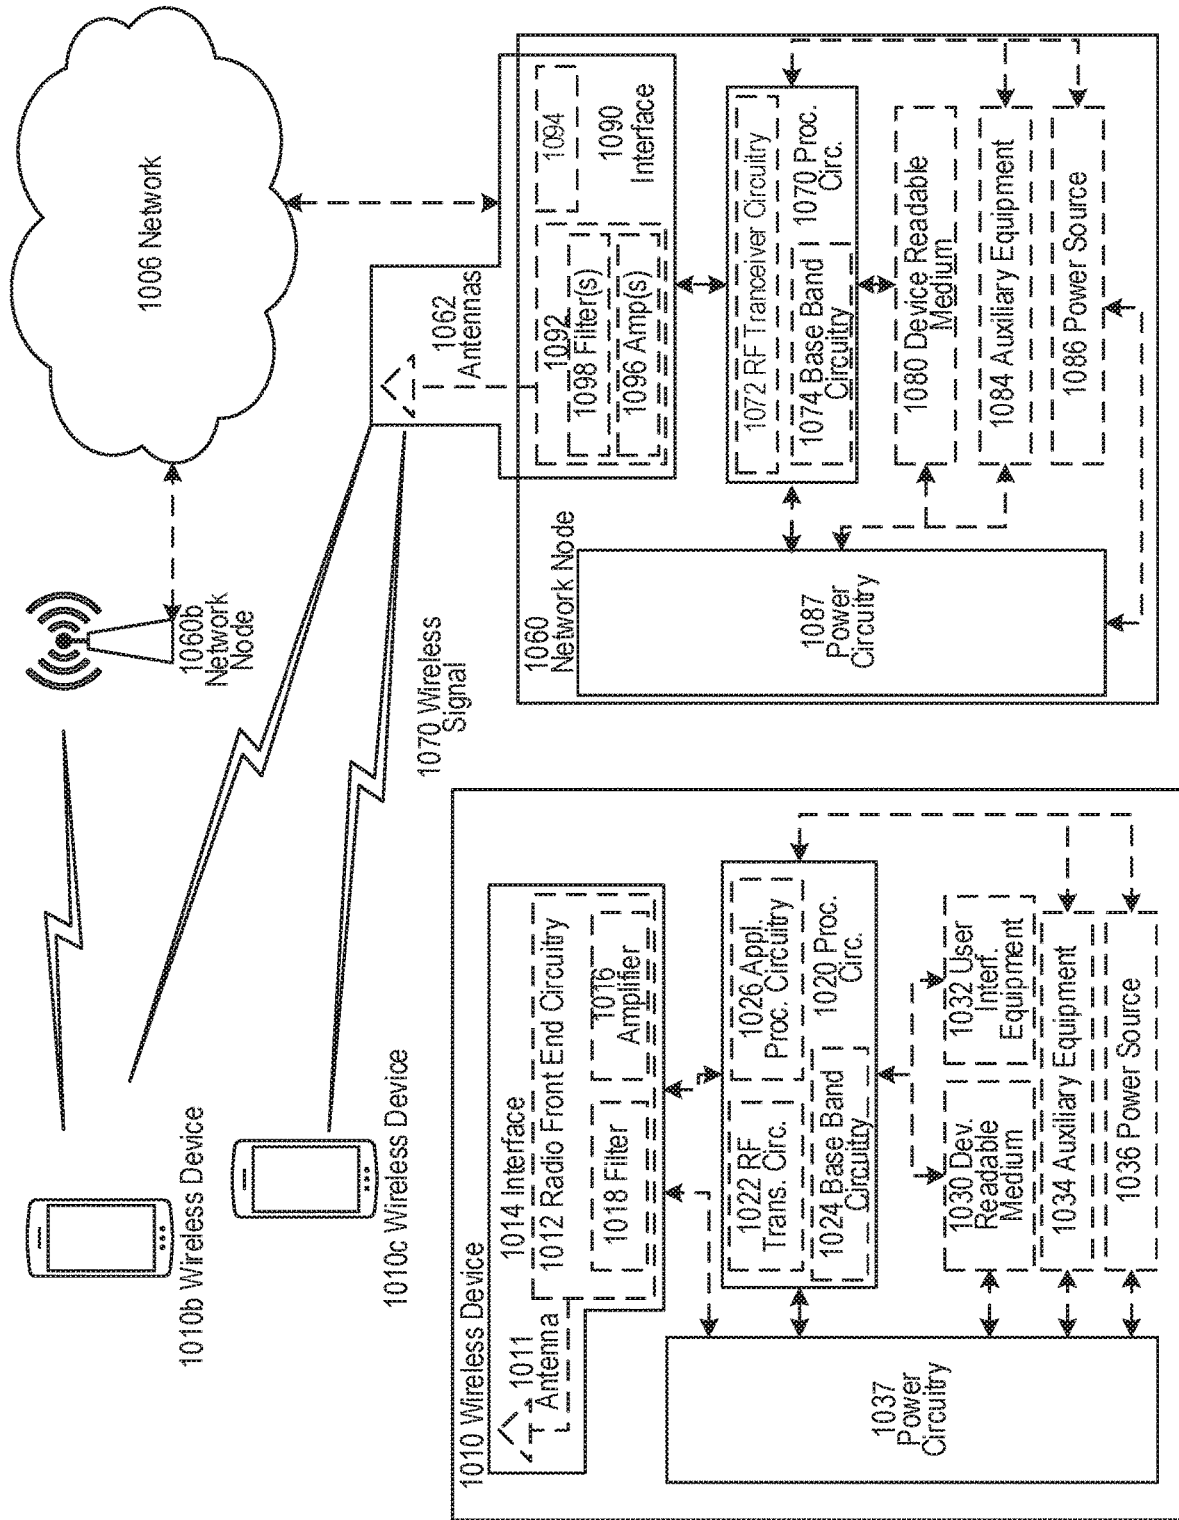 1010b Wireless Device
1060b
Network
Node
1006 Network
1010c Wireless Device
1070 Wireless
Signal
1062
Antennas
1010 Wireless Device
1011
Antenna
1014 Interface
1012 Radio Front End Circuitry
1018 Filter
1016
Amplifier
1022 RF
Trans. Circ.
1026 Appl.
Proc. Circuitry
1024 Base Band
Circuitry
1020 Proc.
Circ.
1037
Power
Circuitry
1030 Dev.
Readable
Medium
1032 User
Interf.
Equipment
1034 Auxiliary Equipment
1036 Power Source
1060
Network Node
1092
1098 Filter(s)
1096 Amp(s)
1094
1090
Interface
1072 RF Tranceiver Circuitry
1074 Base Band
Circuitry
1070 Proc.
Circ.
1087
Power
Circuitry
1080 Device Readable
Medium
1084 Auxiliary Equipment
1086 Power Source